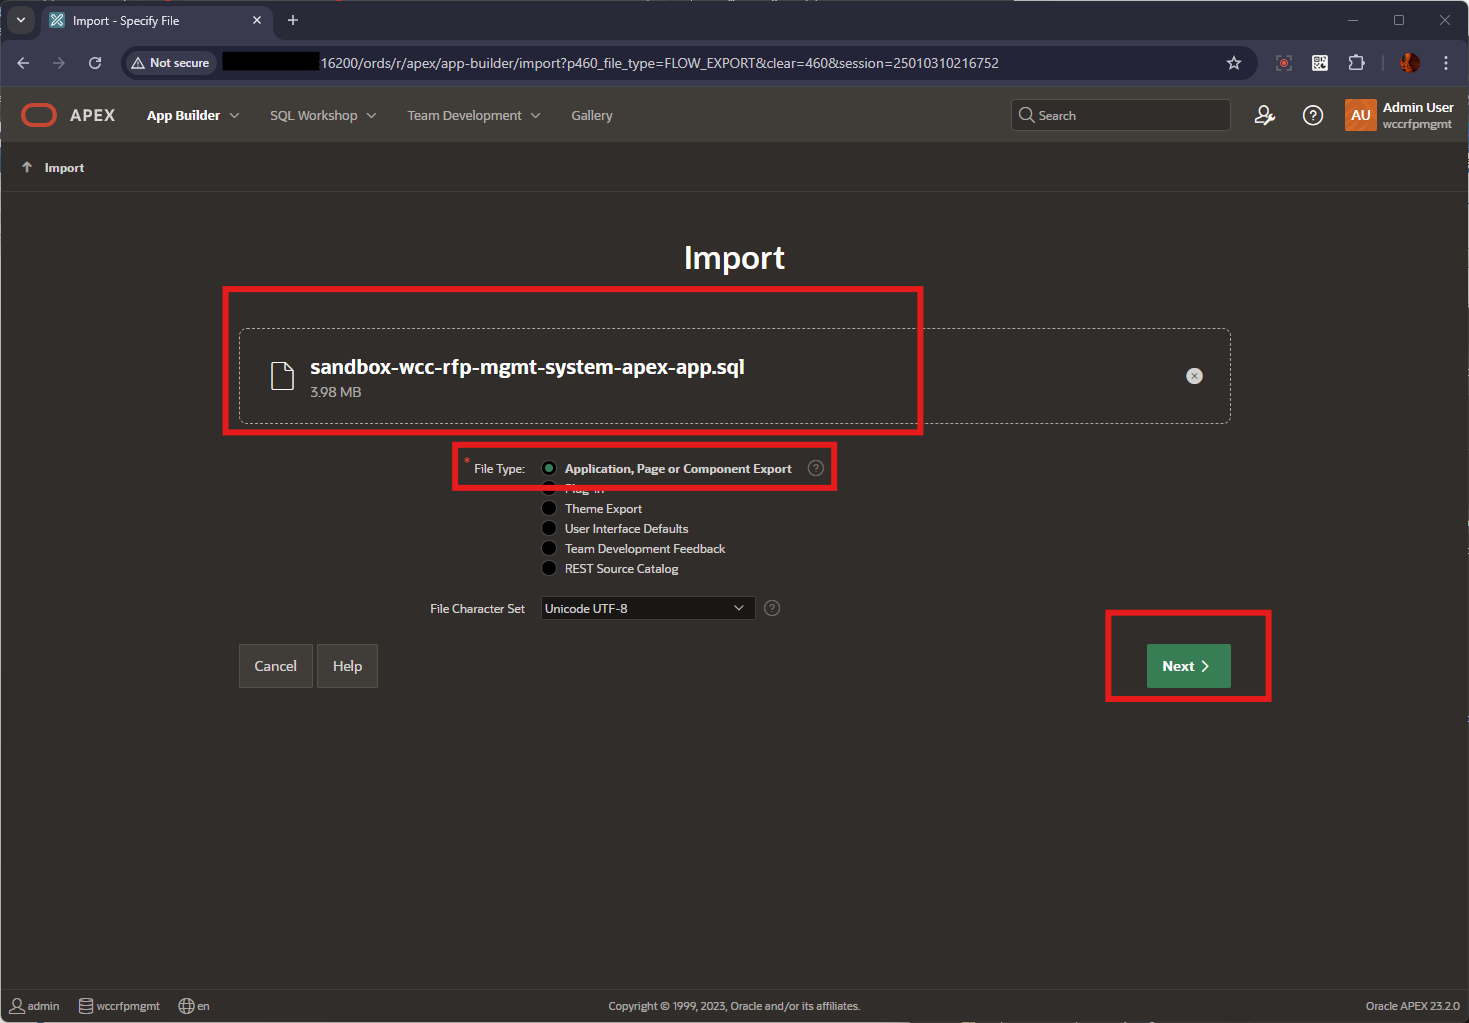 Import - Specify File
Not secure
:16200/ords/r/apex/app-builder/import?p460_file_type=FLOW_EXPORT&clear=460&session=25010310216752
APEX App Builder SQL Workshop Team Development Gallery Search ? AU Admin User
wccrfpmgmt
Import
Import
sandbox-wcc-rfp-mgmt-system-apex-app.sql
3.98 MB
* File Type: Application, Page or Component Export ?
Plug-in
Theme Export
User Interface Defaults
Team Development Feedback
REST Source Catalog
File Character Set Unicode UTF-8 ?
Cancel Help Next
admin wccrfpmgmt en Copyright © 1999, 2023, Oracle and/or its affiliates. Oracle APEX 23.2.0